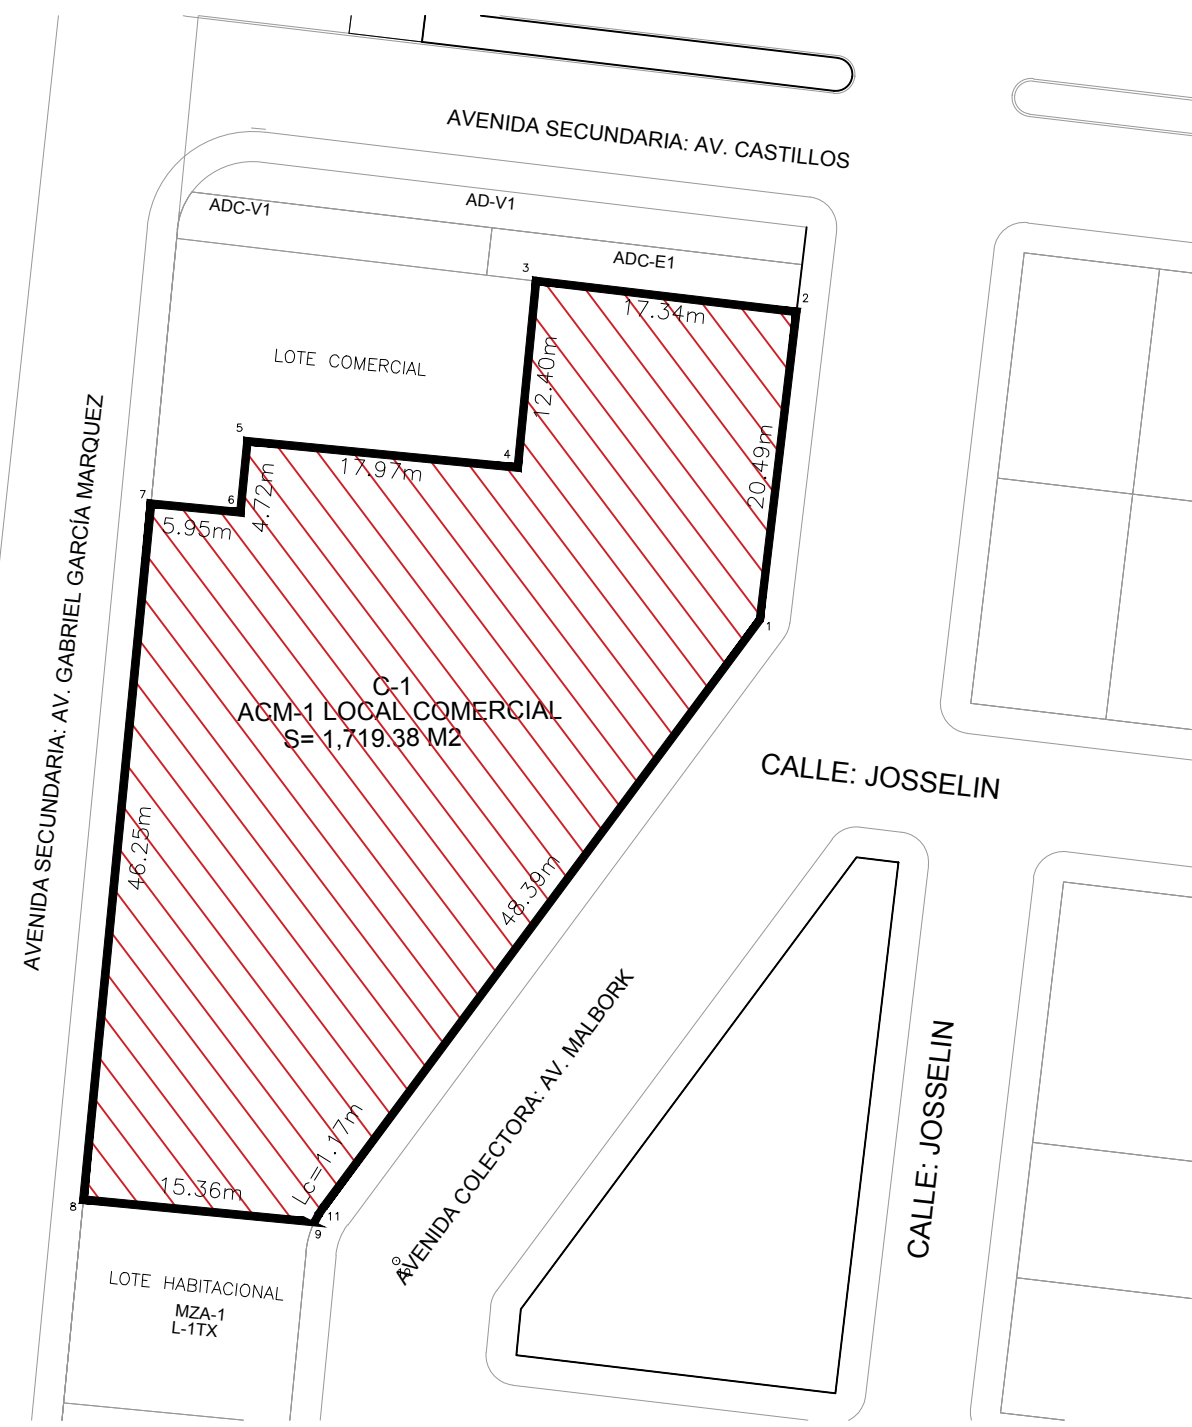 AVENIDA SECUNDARIA: AV. CASTILLOS
ADC-V1
AD-V1
ADC-E1
3
2
17.34m
12.40m
LOTE COMERCIAL
20.49m
5
4
17.97m
4.72m
7
6
5.95m
1
AVENIDA SECUNDARIA: AV. GABRIEL GARCÍA MARQUEZ
C-1
ACM-1 LOCAL COMERCIAL
S= 1,719.38 M2
CALLE: JOSSELIN
46.25m
48.39m
AVENIDA COLECTORA: AV. MALBORK
CALLE: JOSSELIN
Lc=1.17m
15.36m
8
11
9
LOTE HABITACIONAL
MZA-1
L-1TX